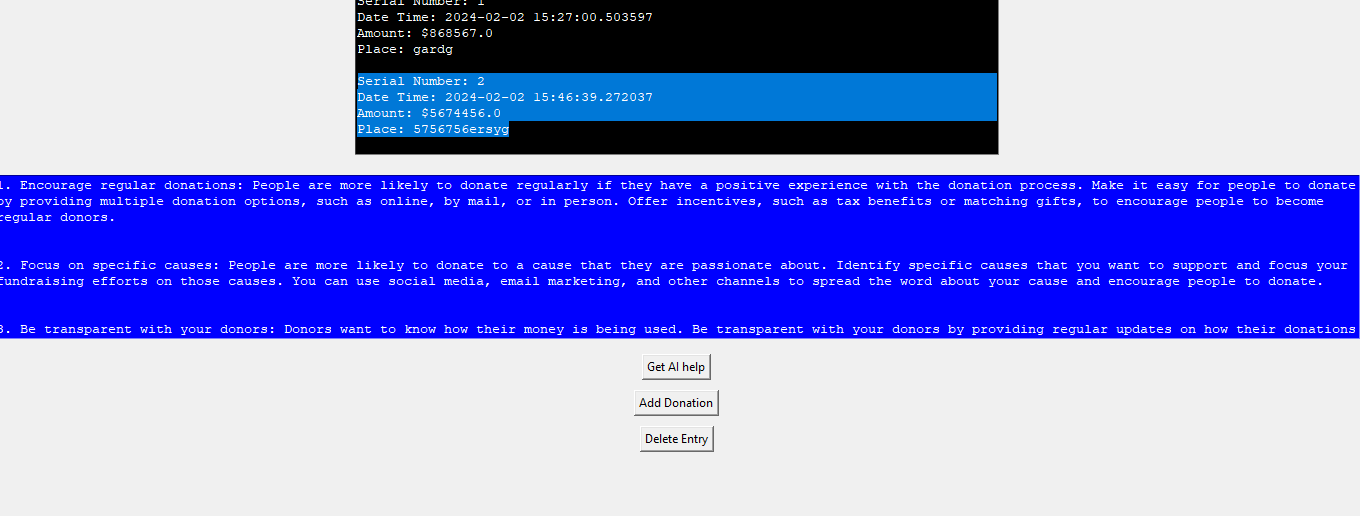 Serial Number: 1
Date Time: 2024-02-02 15:27:00.503597
Amount: $868567.0
Place: gardg
Serial Number: 2
Date Time: 2024-02-02 15:46:39.272037
Amount: $5674456.0
Place: 5756756ersyg
1. Encourage regular donations: People are more likely to donate regularly if they have a positive experience with the donation process. Make it easy for people to donate
by providing multiple donation options, such as online, by mail, or in person. Offer incentives, such as tax benefits or matching gifts, to encourage people to become
regular donors.
2. Focus on specific causes: People are more likely to donate to a cause that they are passionate about. Identify specific causes that you want to support and focus your
fundraising efforts on those causes. You can use social media, email marketing, and other channels to spread the word about your cause and encourage people to donate.
3. Be transparent with your donors: Donors want to know how their money is being used. Be transparent with your donors by providing regular updates on how their donations
Get AI help
Add Donation
Delete Entry